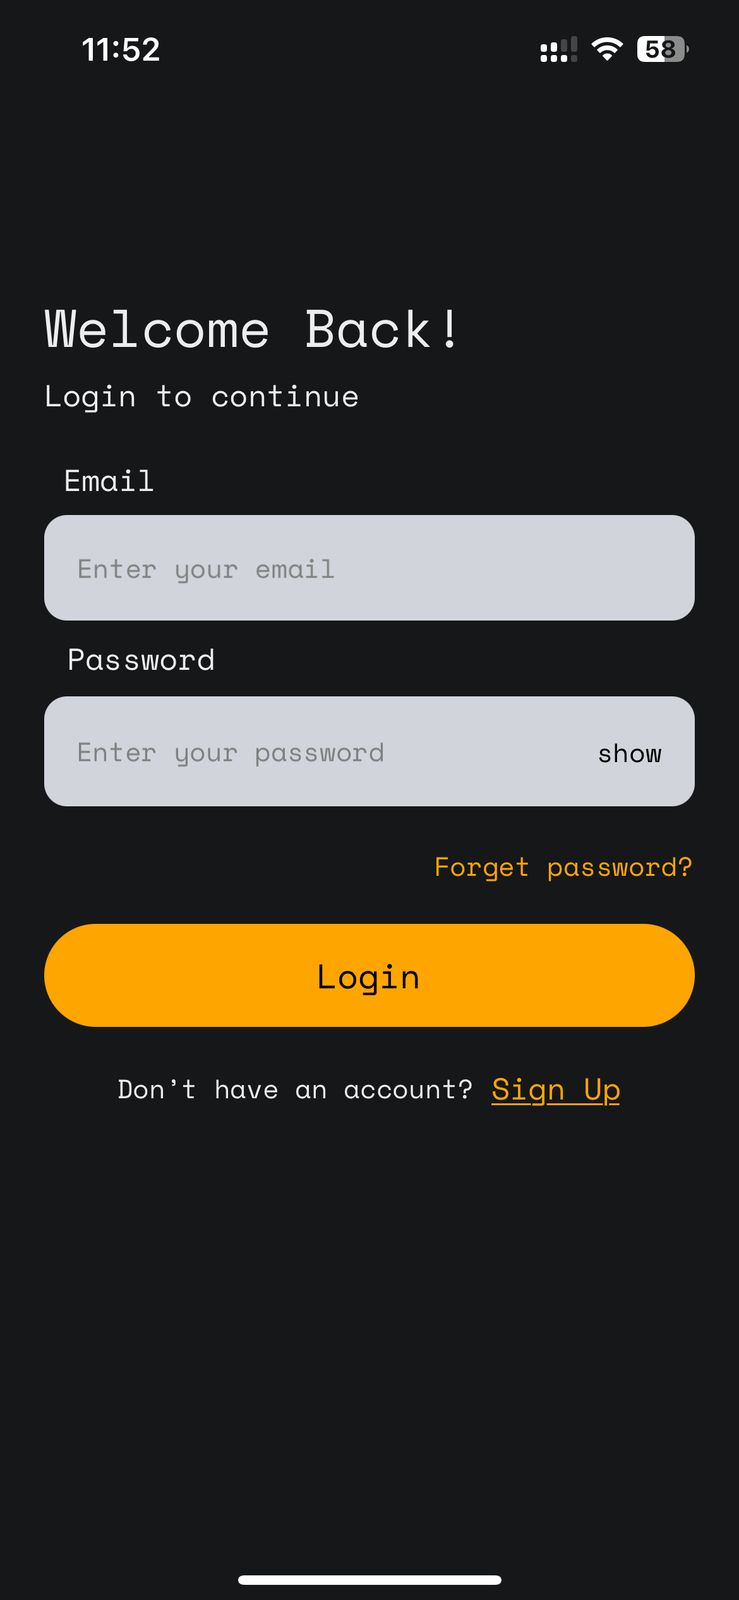 11:52
58
Welcome Back!
Login to continue
Email
Enter your email
Password
Enter your password show
Forget password?
Login
Don't have an account? Sign Up